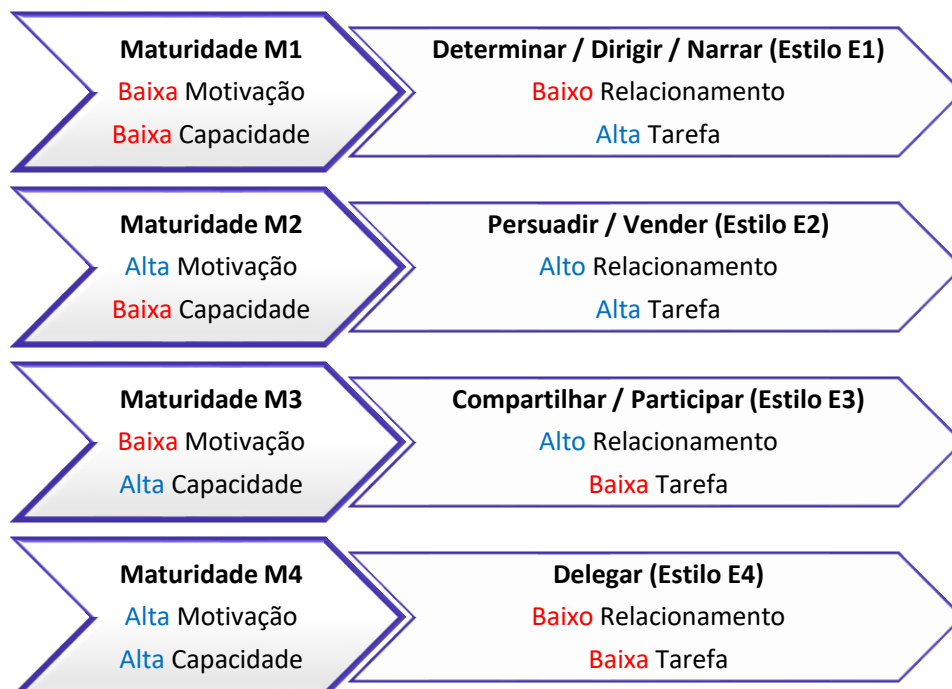 Maturidade M1
Baixa Motivação
Baixa Capacidade
Determinar / Dirigir / Narrar (Estilo E1)
Baixo Relacionamento
Alta Tarefa
Maturidade M2
Alta Motivação
Baixa Capacidade
Persuadir / Vender (Estilo E2)
Alto Relacionamento
Alta Tarefa
Maturidade M3
Baixa Motivação
Alta Capacidade
Compartilhar / Participar (Estilo E3)
Alto Relacionamento
Baixa Tarefa
Maturidade M4
Alta Motivação
Alta Capacidade
Delegar (Estilo E4)
Baixo Relacionamento
Baixa Tarefa